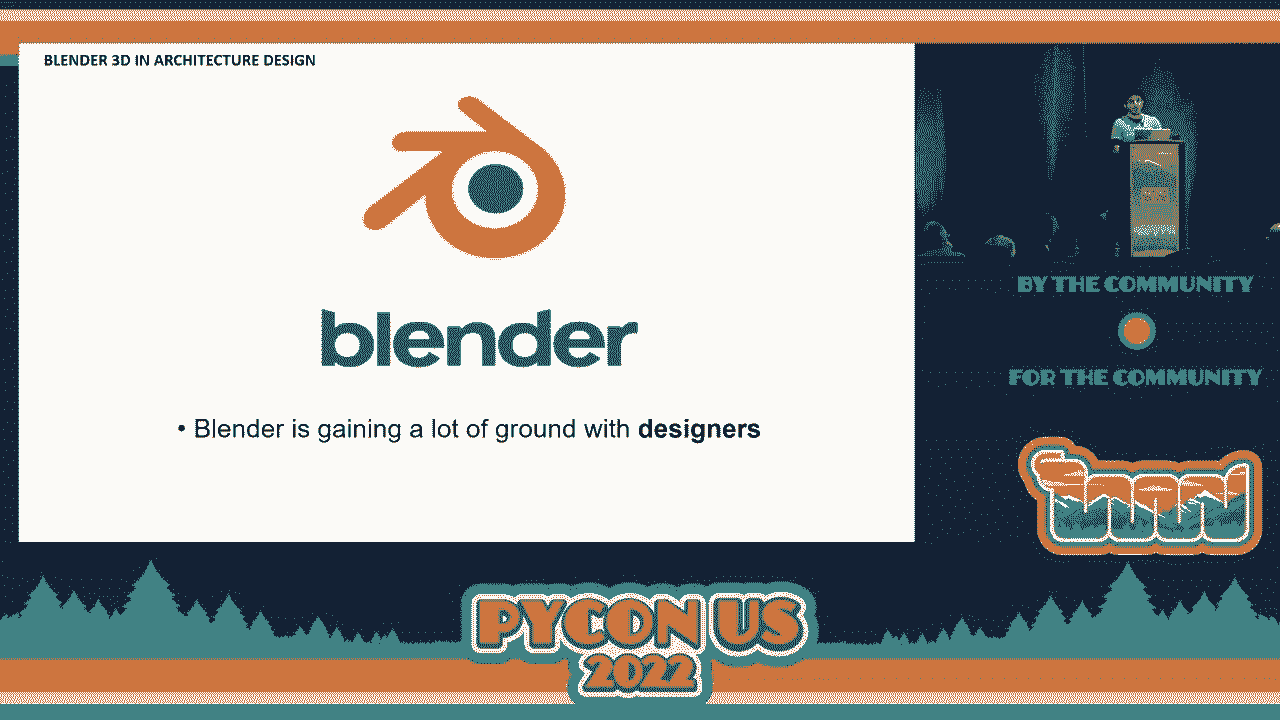 BLENDER 3D IN ARCHITECTURE DESIGN
blender
• Blender is gaining a lot of ground with designers
BY THE COMMUNITY
FOR THE COMMUNITY
PYCON US
2022